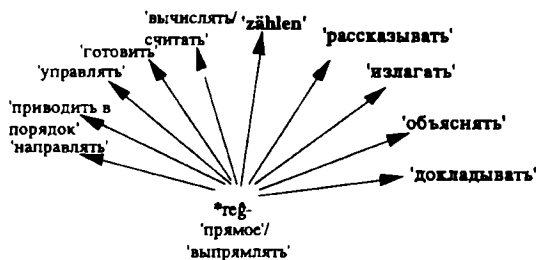 'вычислять/
считать'
'zählen'
'рассказывать'
'готовить'
'излагать'
'управлять'
'приводить в
порядок'
'объяснять'
'направлять'
'докладывать'
*reĝ-
'прямое'/
'выпрямлять'